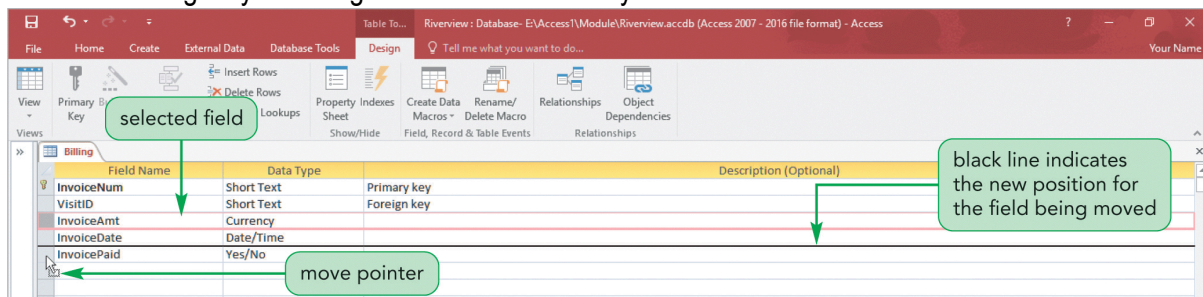 Table To... Riverview : Database- E:\Access1\Module\Riverview.accdb (Access 2007 - 2016 file format) - Access ?
File Home Create External Data Database Tools Design Tell me what you want to do... Your Name
View
Primary
Key
Insert Rows
Delete Rows
Lookups
Property
Sheet
Indexes
Create Data
Macros
Rename/
Delete Macro
Relationships
Object
Dependencies
Views Show/Hide Field, Record & Table Events Relationships
selected field
Billing
Field Name Data Type Description (Optional)
InvoiceNum Short Text Primary key
VisitID Short Text Foreign key
InvoiceAmt Currency
InvoiceDate Date/Time
InvoicePaid Yes/No
black line indicates
the new position for
the field being moved
move pointer